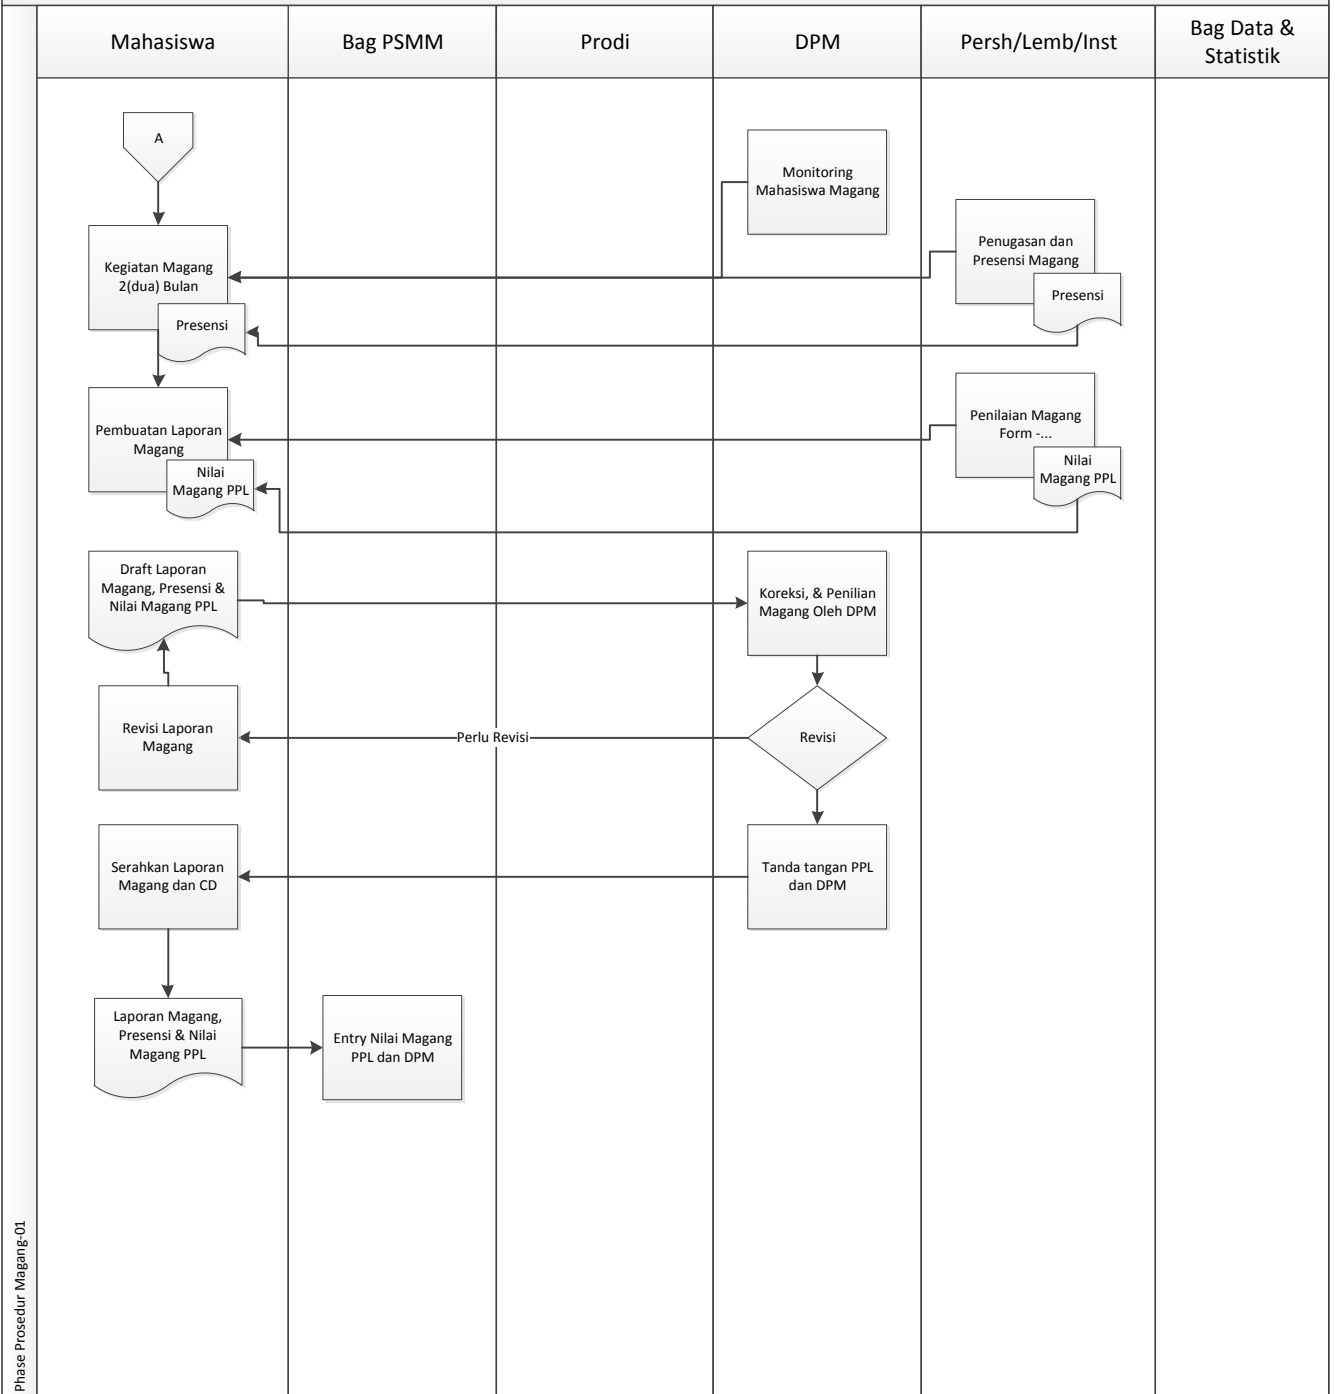 Mahasiswa
Bag PSMM
Prodi
DPM
Persh/Lemb/Inst
Bag Data &
Statistik
A
Monitoring
Mahasiswa Magang
Penugasan dan
Presensi Magang
Presensi
Kegiatan Magang
2(dua) Bulan
Presensi
Pembuatan Laporan
Magang
Nilai
Magang PPL
Penilaian Magang
Form -...
Nilai
Magang PPL
Draft Laporan
Magang, Presensi &
Nilai Magang PPL
Koreksi, & Penilian
Magang Oleh DPM
Revisi Laporan
Magang
Perlu Revisi
Revisi
Serahkan Laporan
Magang dan CD
Tanda tangan PPL
dan DPM
Laporan Magang,
Presensi & Nilai
Magang PPL
Entry Nilai Magang
PPL dan DPM
Phase Prosedur Magang-01